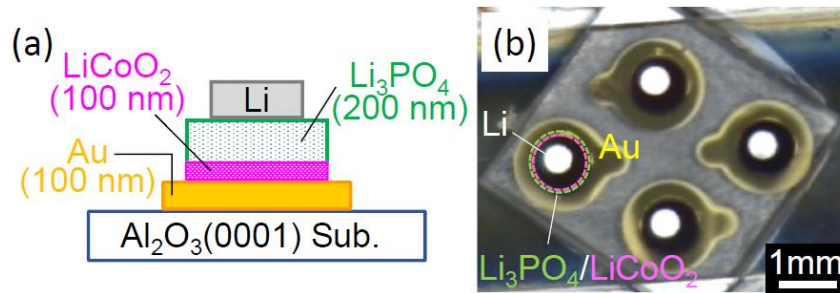 (a)
LiCoO2
(100 nm)
Li
Li3PO4
(200 nm)
Au
(100 nm)
Al2O3(0001) Sub.
(b)
Li
Au
Li3PO4/LiCoO2
1mm